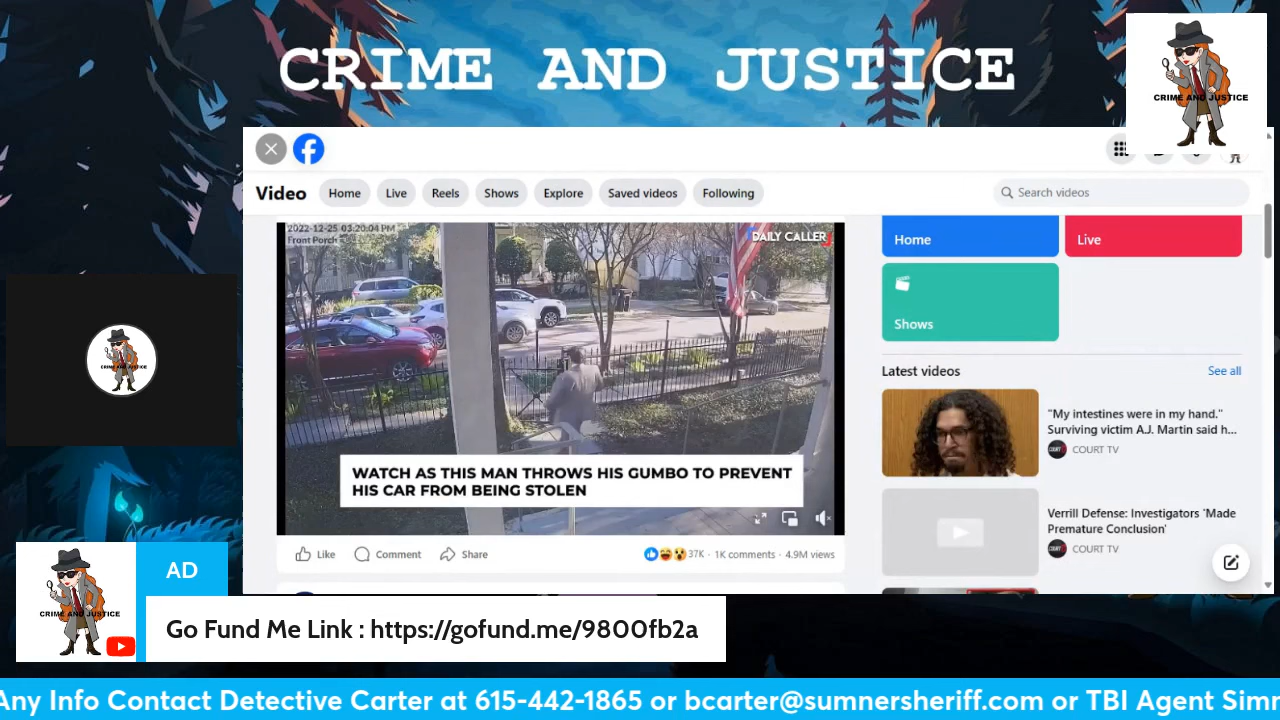 CRIME AND JUSTICE
CRIME AND JUSTICE
Video
Home
Live
Reels
Shows
Explore
Saved videos
Following
Search videos
2022-12-25 03:20:04 PM
Front Porch
DAILY CALLER
WATCH AS THIS MAN THROWS HIS GUMBO TO PREVENT
HIS CAR FROM BEING STOLEN
Like
Comment
Share
37K · 1K comments · 4.9M views
Home
Live
Shows
Latest videos
See all
"My intestines were in my hand."
Surviving victim A.J. Martin said h...
COURT TV
Verrill Defense: Investigators 'Made
Premature Conclusion'
COURT TV
CRIME AND JUSTICE
CRIME AND JUSTICE
AD
Go Fund Me Link : https://gofund.me/9800fb2a
Any Info Contact Detective Carter at 615-442-1865 or bcarter@sumnersheriff.com or TBI Agent Simm